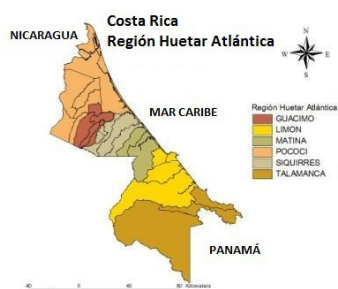 Costa Rica
NICARAGUA
Región Huetar Atlántica
N
W
E
S
MAR CARIBE
Región Huetar Atlántica
GUACIMO
LIMON
MATINA
POCOCI
SIQUIRRES
TALAMANCA
PANAMÁ
40 0 40 80 Kilometers